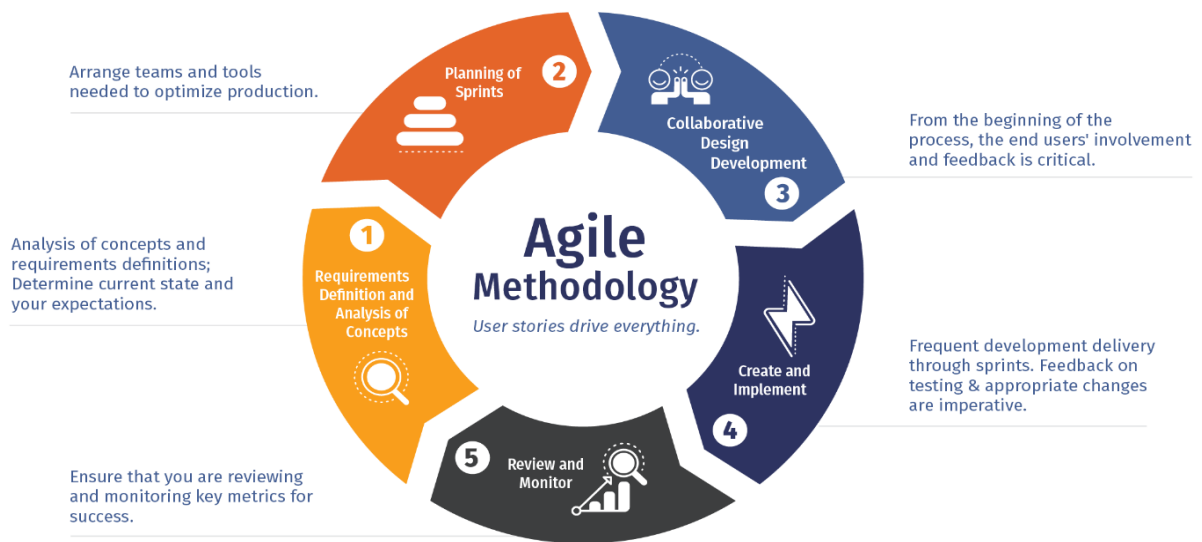 Agile
Methodology
User stories drive everything.
1
Requirements
Definition and
Analysis of
Concepts
Analysis of concepts and
requirements definitions;
Determine current state and
your expectations.
2
Planning of
Sprints
Arrange teams and tools
needed to optimize production.
Collaborative
Design
Development
3
From the beginning of the
process, the end users' involvement
and feedback is critical.
Create and
Implement
4
Frequent development delivery
through sprints. Feedback on
testing & appropriate changes
are imperative.
5
Review and
Monitor
Ensure that you are reviewing
and monitoring key metrics for
success.